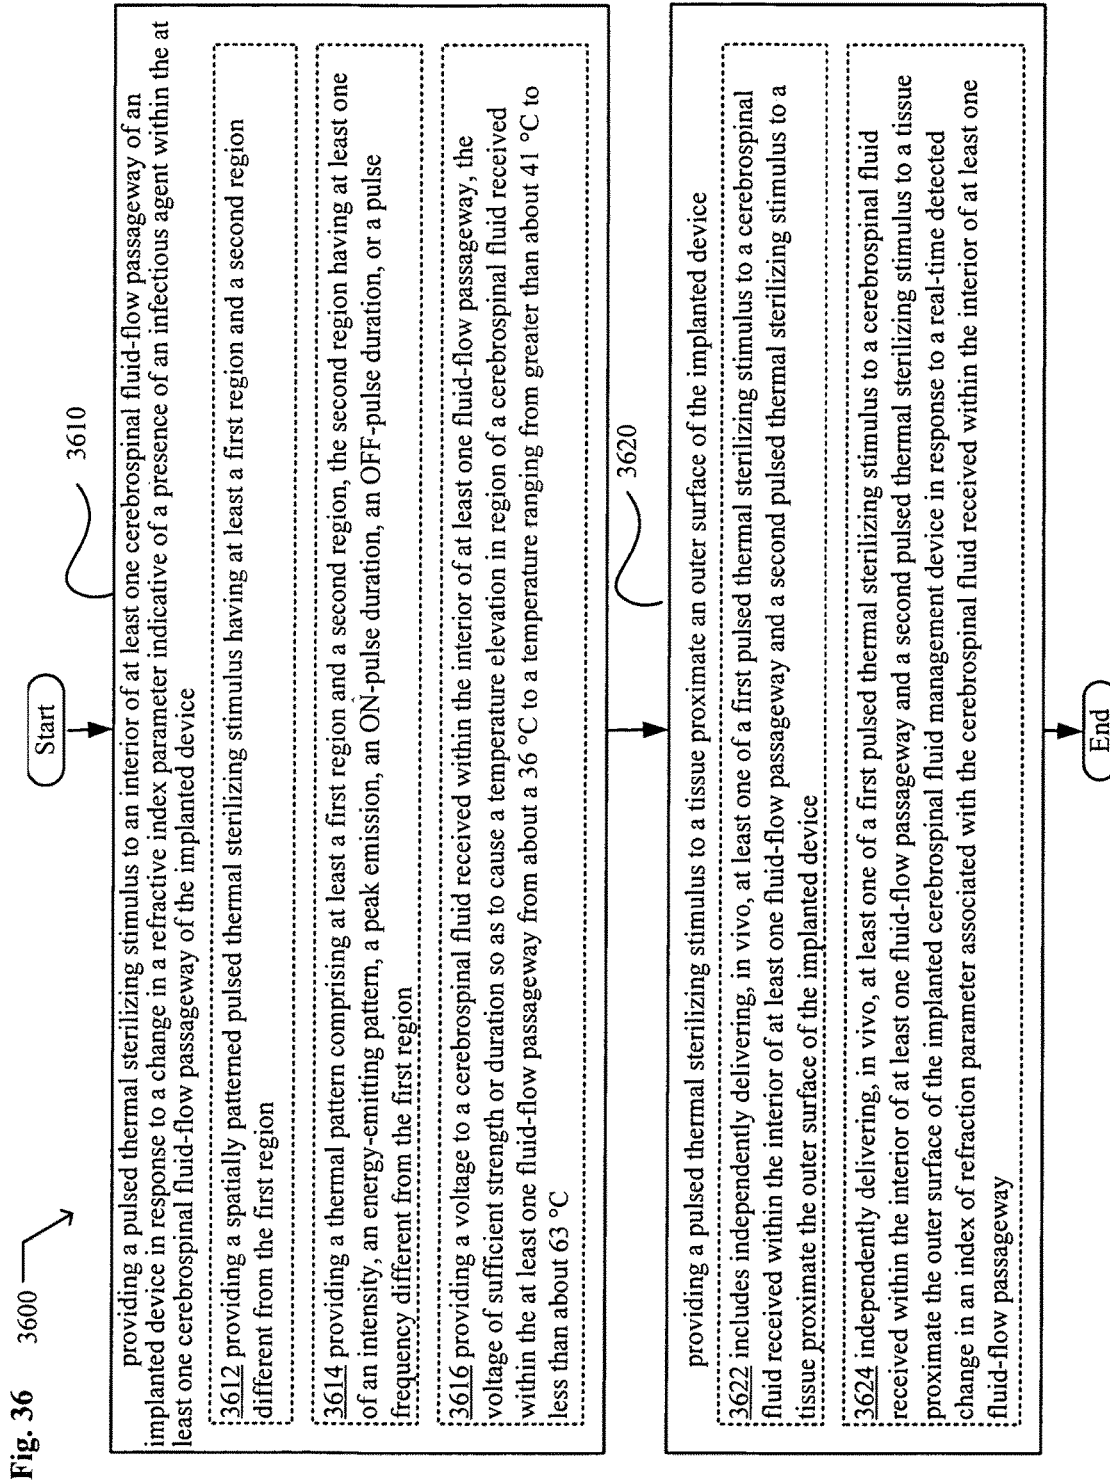 Fig. 36
3600
Start
3610
providing a pulsed thermal sterilizing stimulus to an interior of at least one cerebrospinal fluid-flow passageway of an
implanted device in response to a change in a refractive index parameter indicative of a presence of an infectious agent within the at
least one cerebrospinal fluid-flow passageway of the implanted device
3612 providing a spatially patterned pulsed thermal sterilizing stimulus having at least a first region and a second region
different from the first region
3614 providing a thermal pattern comprising at least a first region and a second region, the second region having at least one
of an intensity, an energy-emitting pattern, a peak emission, an ON-pulse duration, an OFF-pulse duration, or a pulse
frequency different from the first region
3616 providing a voltage to a cerebrospinal fluid received within the interior of at least one fluid-flow passageway, the
voltage of sufficient strength or duration so as to cause a temperature elevation in region of a cerebrospinal fluid received
within the at least one fluid-flow passageway from about a 36 °C to a temperature ranging from greater than about 41 °C to
less than about 63 °C
3620
providing a pulsed thermal sterilizing stimulus to a tissue proximate an outer surface of the implanted device
3622 includes independently delivering, in vivo, at least one of a first pulsed thermal sterilizing stimulus to a cerebrospinal
fluid received within the interior of at least one fluid-flow passageway and a second pulsed thermal sterilizing stimulus to a
tissue proximate the outer surface of the implanted device
3624 independently delivering, in vivo, at least one of a first pulsed thermal sterilizing stimulus to a cerebrospinal fluid
received within the interior of at least one fluid-flow passageway and a second pulsed thermal sterilizing stimulus to a tissue
proximate the outer surface of the implanted cerebrospinal fluid management device in response to a real-time detected
change in an index of refraction parameter associated with the cerebrospinal fluid received within the interior of at least one
fluid-flow passageway
End